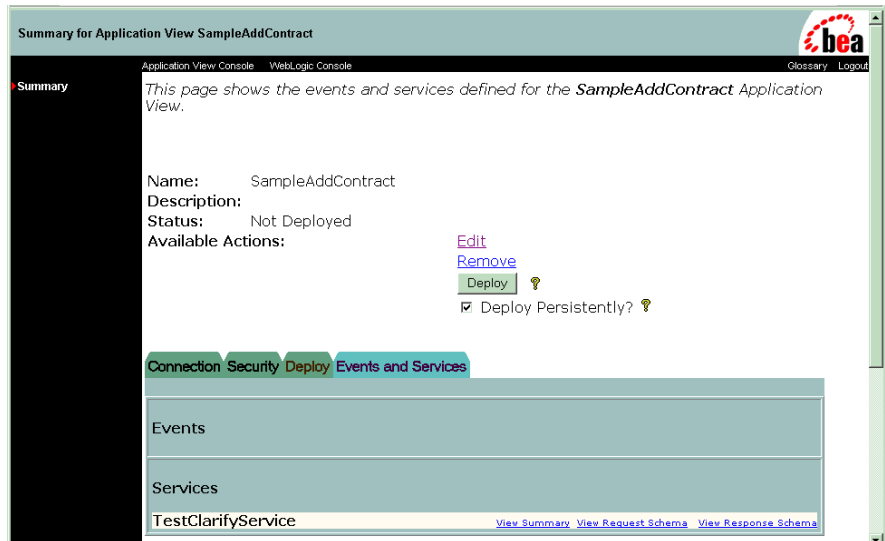 Summary for Application View SampleAddContract
bea
Application View Console WebLogic Console Glossary Logout
Summary
This page shows the events and services defined for the SampleAddContract Application
View.
Name: SampleAddContract
Description:
Status: Not Deployed
Available Actions: Edit
Remove
Deploy ?
Deploy Persistently? ?
Connection Security Deploy Events and Services
Events
Services
TestClarifyService View Summary View Request Schema View Response Schema